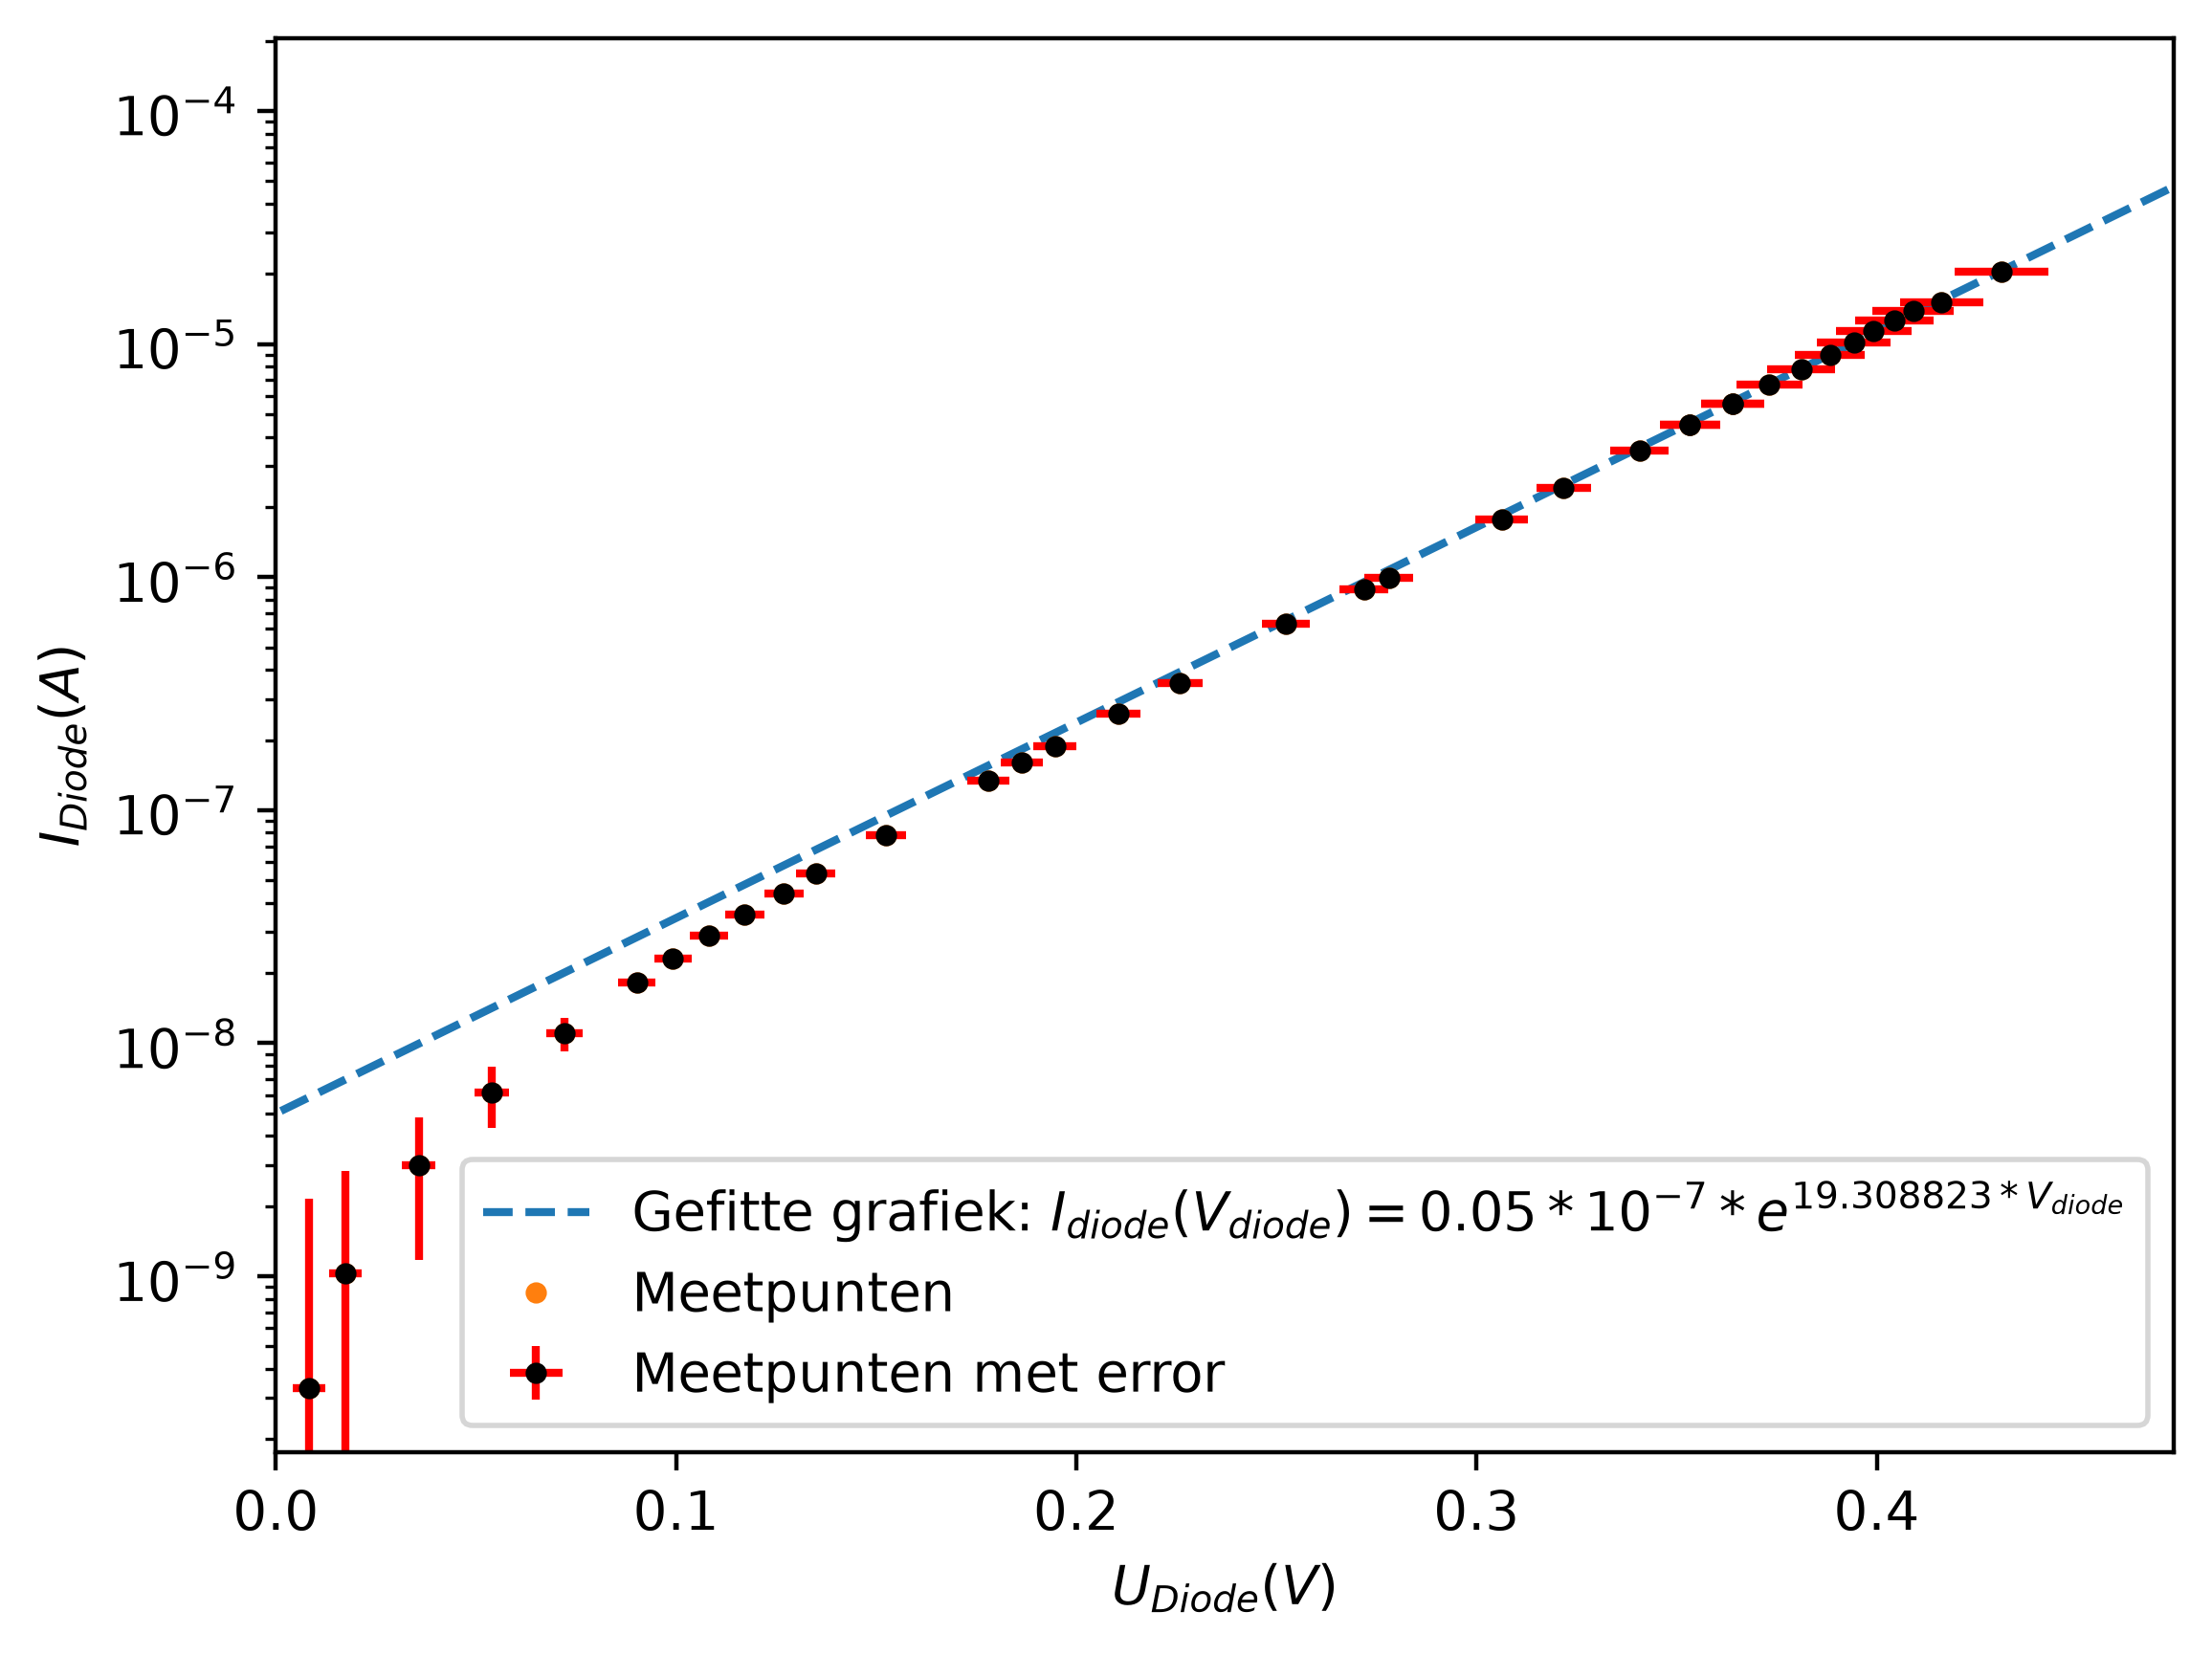 10⁻⁴
10⁻⁵
10⁻⁶
10⁻⁷
10⁻⁸
10⁻⁹
I_Diode(A)
Gefitte grafiek: I_diode(V_diode) = 0.05 * 10⁻⁷ * e^19.308823 * V_diode
Meetpunten
Meetpunten met error
0.0 0.1 0.2 0.3 0.4
U_Diode(V)